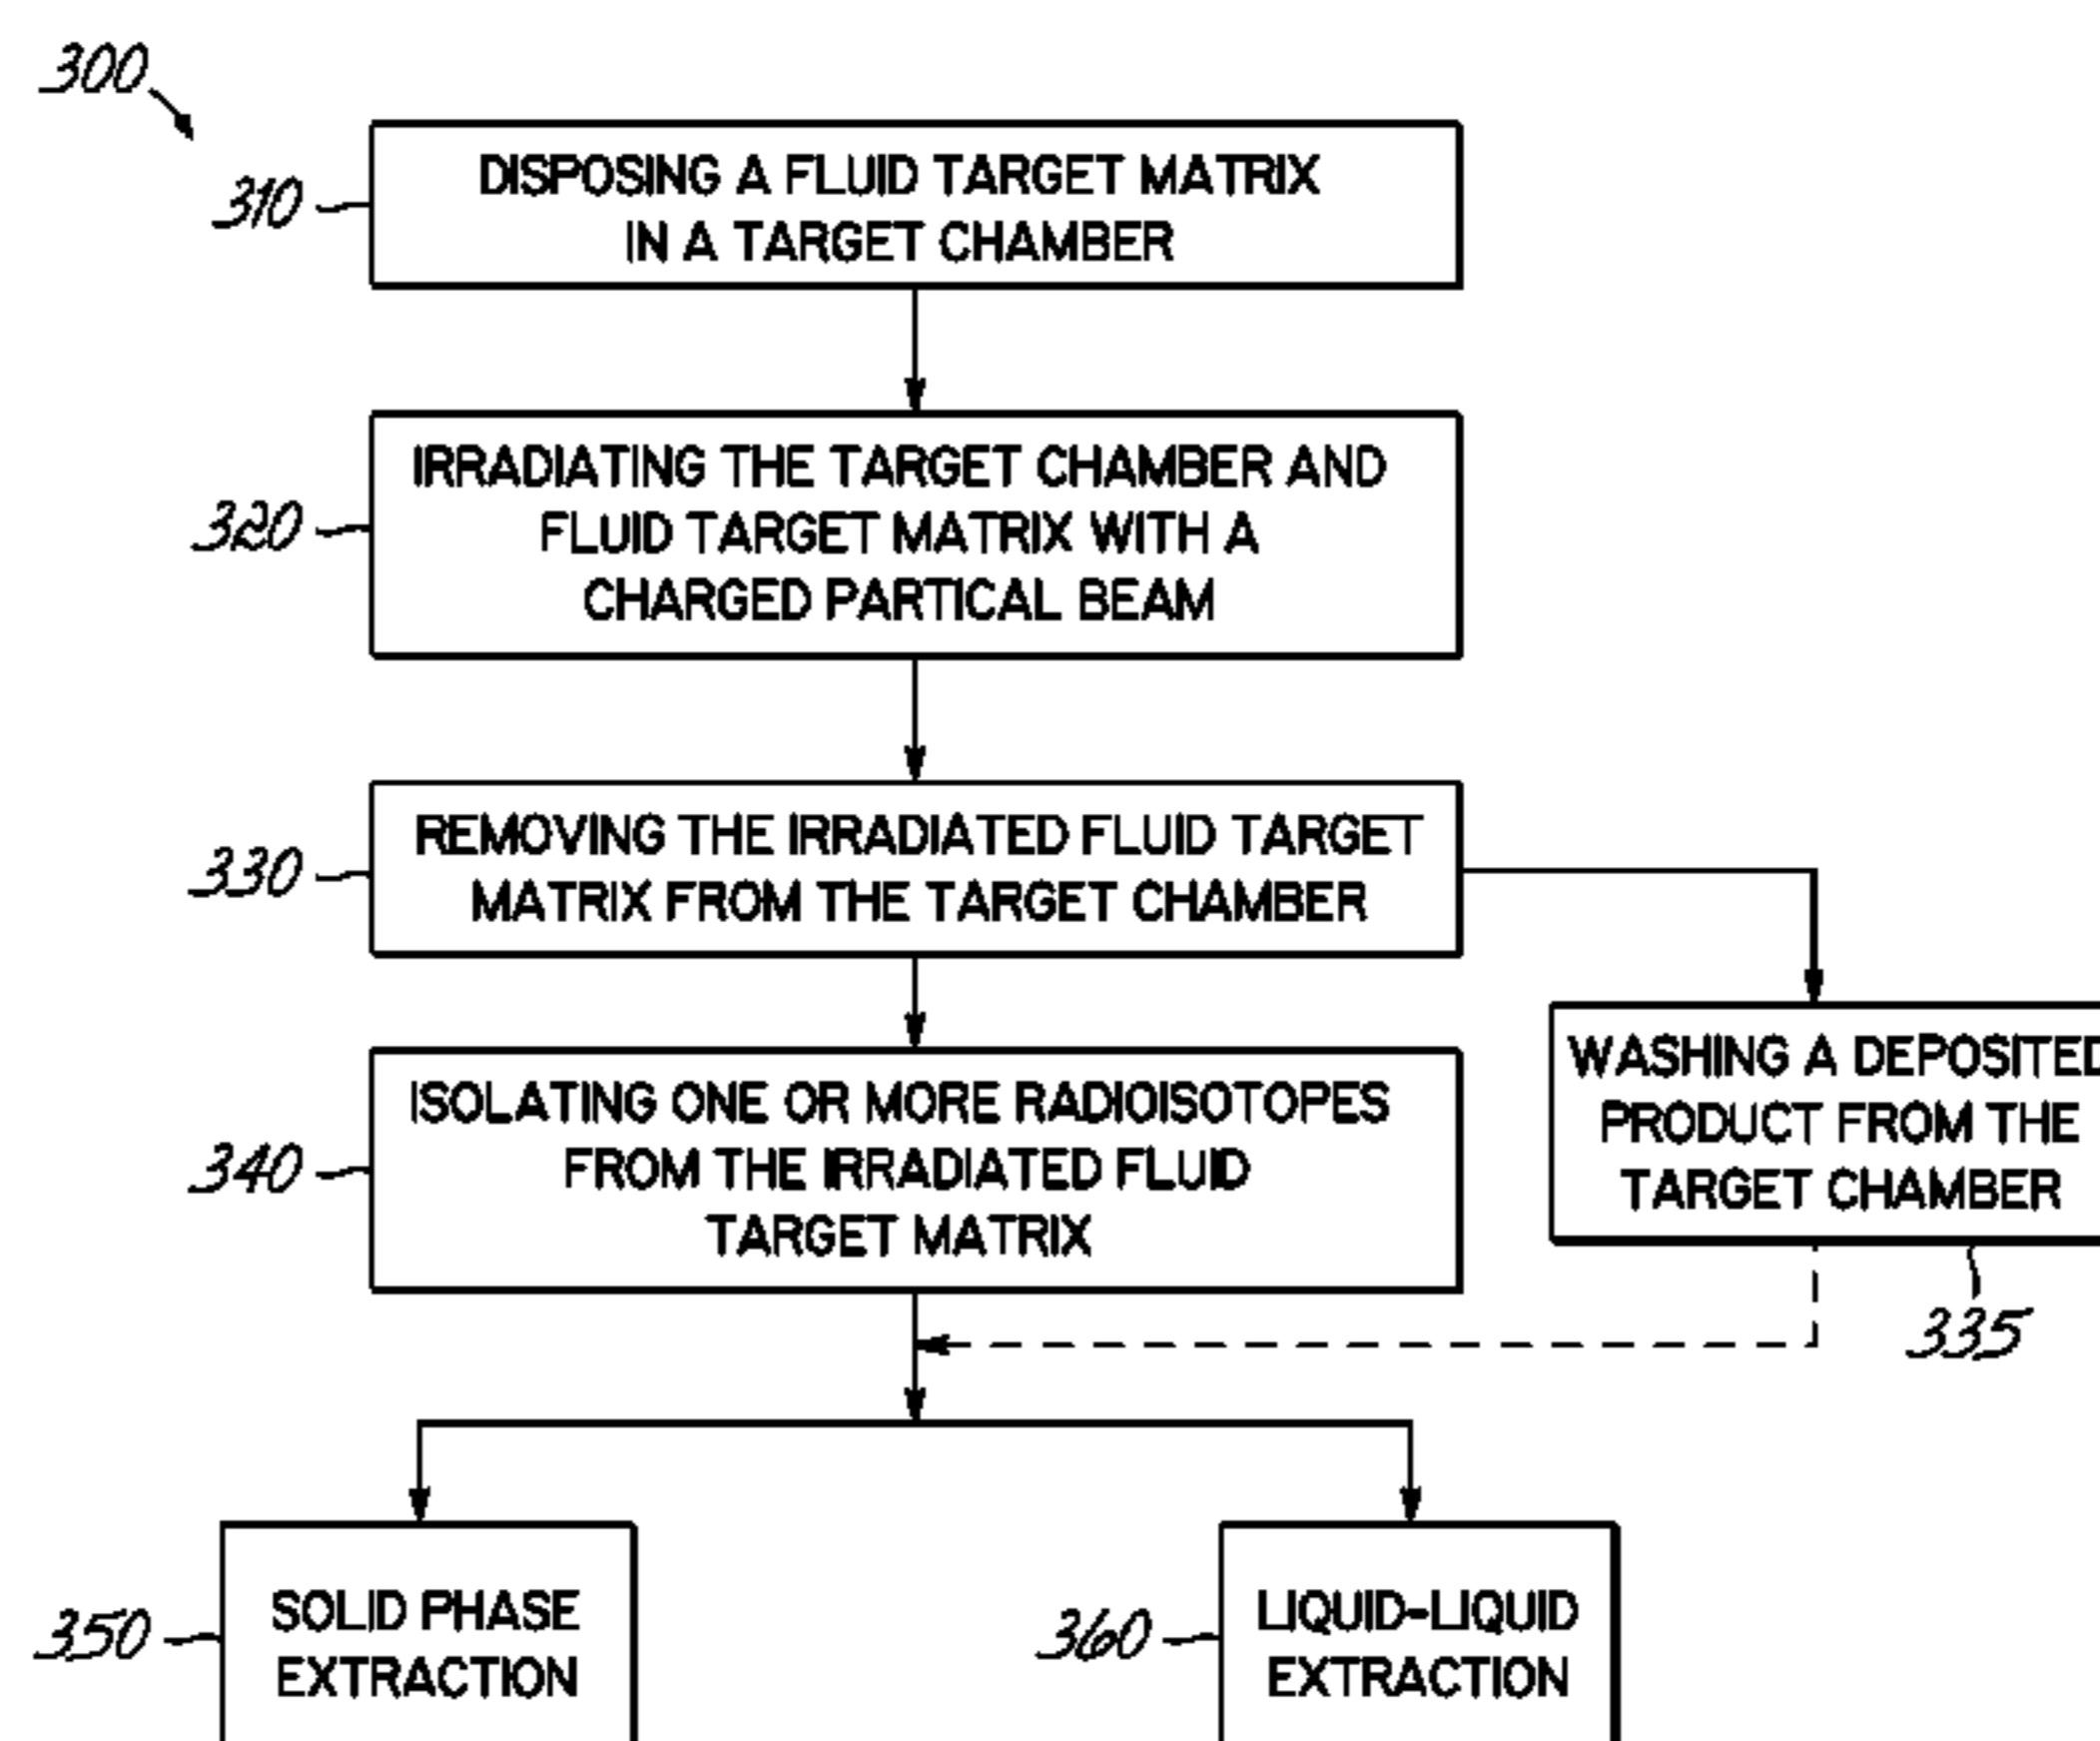 300
310
DISPOSING A FLUID TARGET MATRIX
IN A TARGET CHAMBER
320
IRRADIATING THE TARGET CHAMBER AND
FLUID TARGET MATRIX WITH A
CHARGED PARTICAL BEAM
330
REMOVING THE IRRADIATED FLUID TARGET
MATRIX FROM THE TARGET CHAMBER
340
ISOLATING ONE OR MORE RADIOISOTOPES
FROM THE IRRADIATED FLUID
TARGET MATRIX
WASHING A DEPOSITED
PRODUCT FROM THE
TARGET CHAMBER
335
350
SOLID PHASE
EXTRACTION
360
LIQUID-LIQUID
EXTRACTION